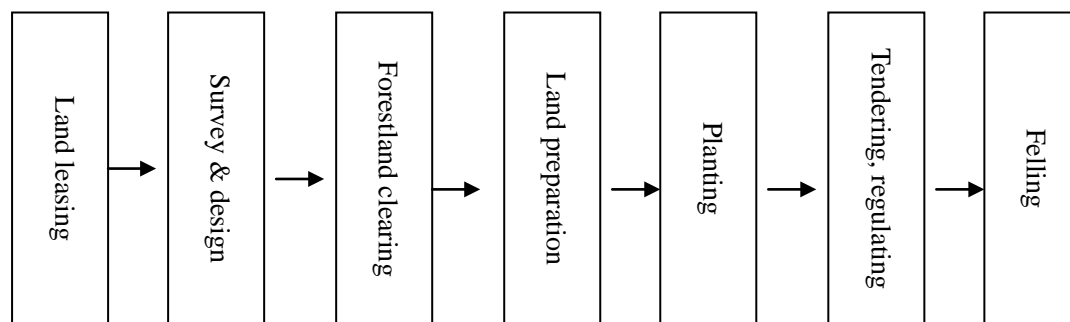 Land leasing
Survey & design
Forestland clearing
Land preparation
Planting
Tendering, regulating
Felling